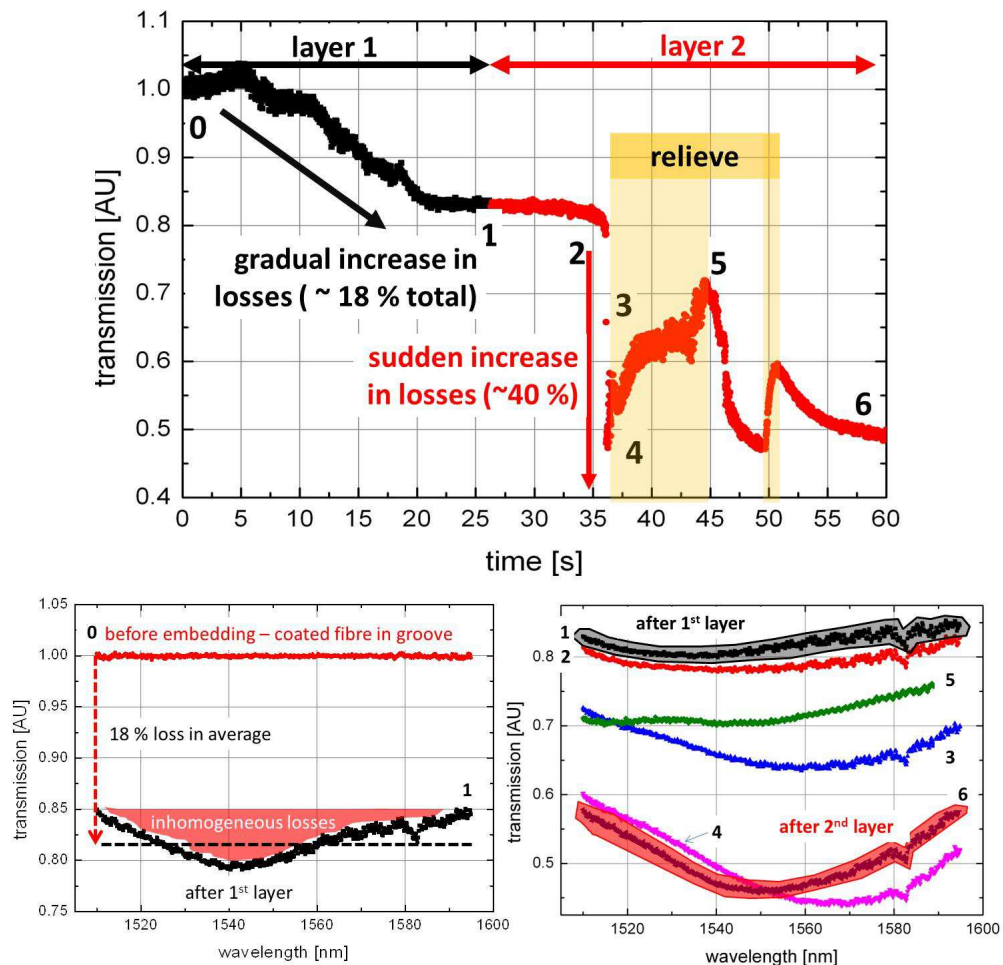 1.1
layer 1
layer 2
1.0
0
0.9
relieve
0.8
1
2
gradual increase in
losses ( ~ 18 % total)
5
0.7
3
sudden increase
in losses (~40 %)
0.6
6
0.5
4
0.4
transmission [AU]
0 5 10 15 20 25 30 35 40 45 50 55 60
time [s]
1.05
0 before embedding – coated fibre in groove
1.00
0.95
18 % loss in average
0.90
1
0.85
inhomogeneous losses
0.80
after 1st layer
0.75
transmission [AU]
1520 1540 1560 1580 1600
wavelength [nm]
after 1st layer
1
0.8
2
5
0.7
3
0.6
6
4
after 2nd layer
0.5
transmission [AU]
1520 1540 1560 1580 1600
wavelength [nm]